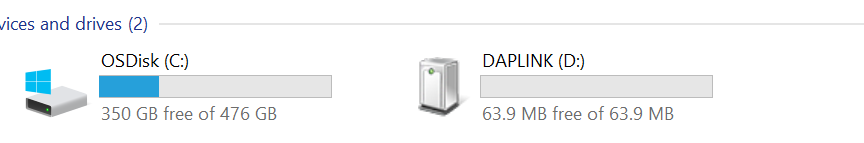 vices and drives (2)
OSDisk (C:)
350 GB free of 476 GB
DAPLINK (D:)
63.9 MB free of 63.9 MB